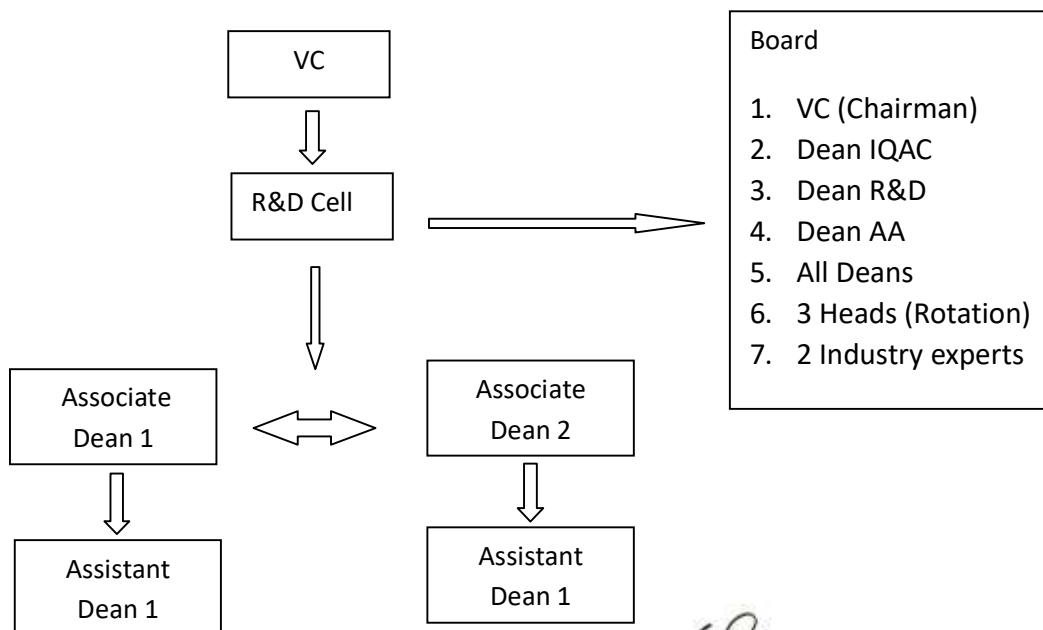 VC
R&D Cell
Board
1. VC (Chairman)
2. Dean IQAC
3. Dean R&D
4. Dean AA
5. All Deans
6. 3 Heads (Rotation)
7. 2 Industry experts
Associate
Dean 1
Associate
Dean 2
Assistant
Dean 1
Assistant
Dean 1